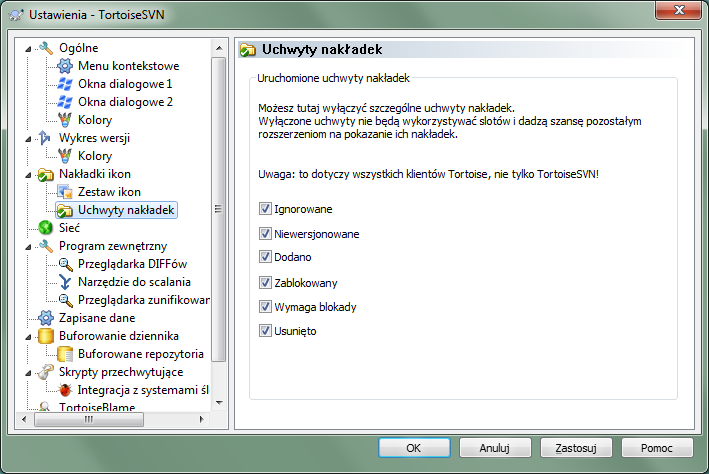 Ustawienia - TortoiseSVN
Ogólne
Menu kontekstowe
Okna dialogowe 1
Okna dialogowe 2
Kolory
Wykres wersji
Kolory
Nakładki ikon
Zestaw ikon
Uchwyty nakładek
Sieć
Program zewnętrzny
Przeglądarka DIFFów
Narzędzie do scalania
Przeglądarka zunifikowan
Zapisane dane
Buforowanie dziennika
Buforowane repozytoria
Skrypty przechwytujące
Integracja z systemami śl
TortoiseBlame
Uchwyty nakładek
Uruchomione uchwyty nakładek
Możesz tutaj wyłączyć szczególne uchwyty nakładek.
Wyłączone uchwyty nie będą wykorzystywać slotów i dadzą szansę pozostałym
rozszerzeniom na pokazanie ich nakładek.
Uwaga: to dotyczy wszystkich klientów Tortoise, nie tylko TortoiseSVN!
Ignorowane
Niewersjonowane
Dodano
Zablokowany
Wymaga blokady
Usunięto
OK
Anuluj
Zastosuj
Pomoc